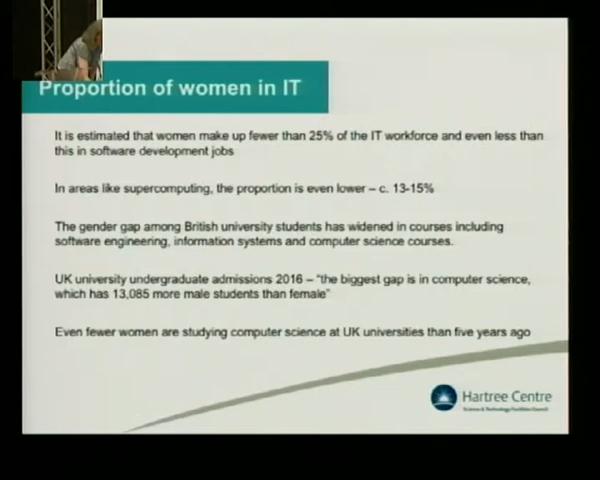 Proportion of women in IT
It is estimated that women make up fewer than 25% of the IT workforce and even less than
this in software development jobs
In areas like supercomputing, the proportion is even lower – c. 13-15%
The gender gap among British university students has widened in courses including
software engineering, information systems and computer science courses.
UK university undergraduate admissions 2016 – “the biggest gap is in computer science,
which has 13,085 more male students than female”
Even fewer women are studying computer science at UK universities than five years ago
Hartree Centre
Science & Technology Facilities Council